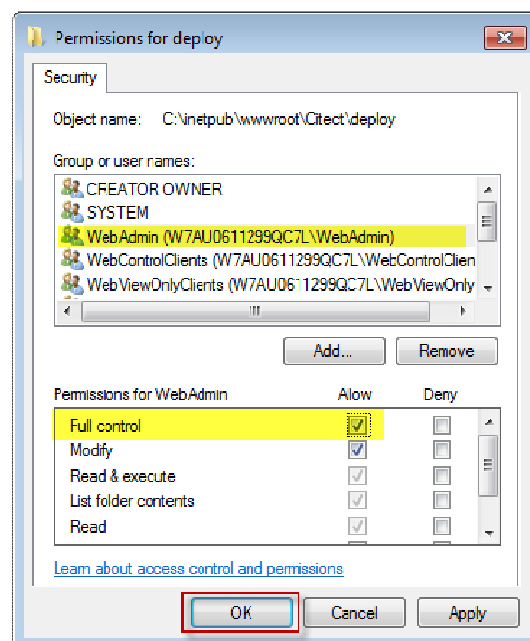 Permissions for deploy
Security
Object name: C:\inetpub\wwwroot\Citect\deploy
Group or user names:
CREATOR OWNER
SYSTEM
WebAdmin (W7AU0611299QC7L\WebAdmin)
WebControlClients (W7AU0611299QC7L\WebControlClien
WebViewOnlyClients (W7AU0611299QC7L\WebViewOnly
Add... Remove
Permissions for WebAdmin Allow Deny
Full control
Modify
Read & execute
List folder contents
Read
Learn about access control and permissions
OK Cancel Apply